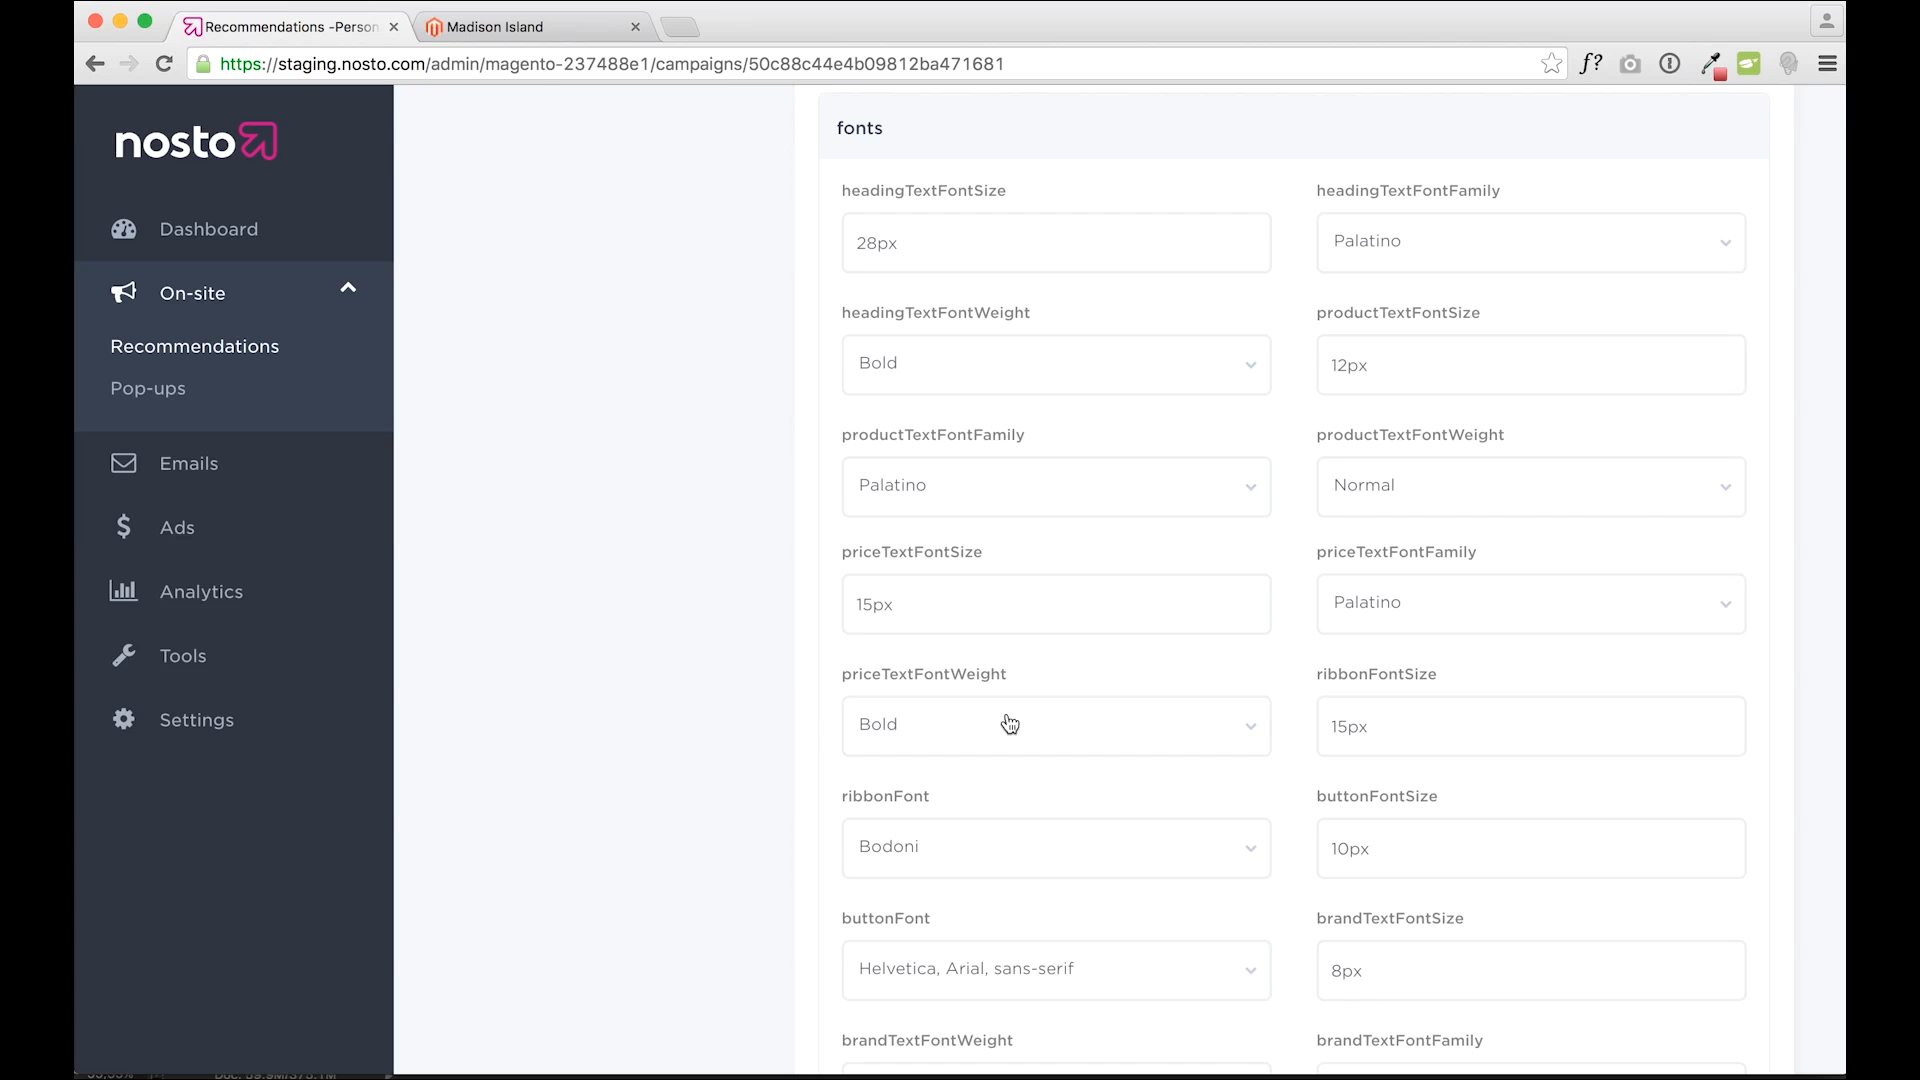 Recommendations -Person
Madison Island
https://staging.nosto.com/admin/magento-237488e1/campaigns/50c88c44e4b09812ba471681
f?
nosto
Dashboard
On-site
Recommendations
Pop-ups
Emails
Ads
Analytics
Tools
Settings
fonts
headingTextFontSize
headingTextFontFamily
28px
Palatino
headingTextFontWeight
productTextFontSize
Bold
12px
productTextFontFamily
productTextFontWeight
Palatino
Normal
priceTextFontSize
priceTextFontFamily
15px
Palatino
priceTextFontWeight
ribbonFontSize
Bold
15px
ribbonFont
buttonFontSize
Bodoni
10px
buttonFont
brandTextFontSize
Helvetica, Arial, sans-serif
8px
brandTextFontWeight
brandTextFontFamily